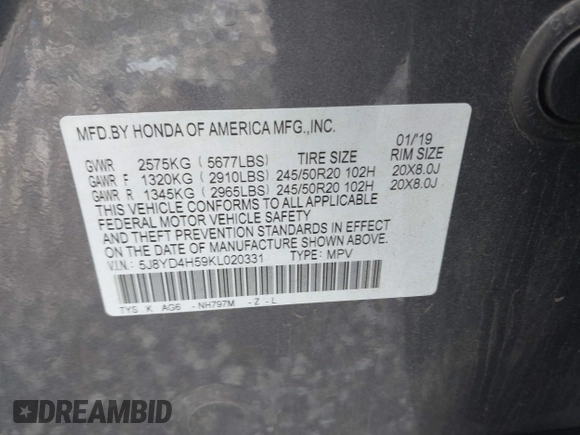 MFD.BY HONDA OF AMERICA MFG.,INC.
01/'19
GVWR 2575KG ( 5677LBS) TIRE SIZE RIM SIZE
GAWR F 1320KG ( 2910LBS) 245/50R20 102H 20X8.0J
GAWR R 1345KG ( 2965LBS) 245/50R20 102H 20X8.0J
THIS VEHICLE CONFORMS TO ALL APPLICABLE
FEDERAL MOTOR VEHICLE SAFETY
AND THEFT PREVENTION STANDARDS IN EFFECT
ON THE DATE OF MANUFACTURE SHOWN ABOVE.
V.I.N.: 5J8YD4H59KL020331 TYPE: MPV
TYS K AG6 -NH797M -Z-L
DREAMBID